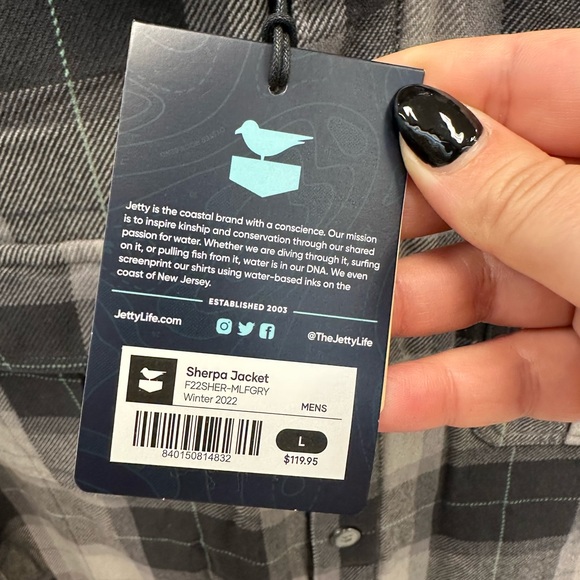 Jetty is the coastal brand with a conscience. Our mission
is to inspire kinship and conservation through our shared
passion for water. Whether we are diving through it, surfing
on it, or pulling fish from it, water is in our DNA. We even
screenprint our shirts using water-based inks on the
coast of New Jersey.
ESTABLISHED 2003
JettyLife.com
@TheJettyLife
Sherpa Jacket
F22SHER-MLFGRY
Winter 2022
MENS
840150814832
L
$119.95